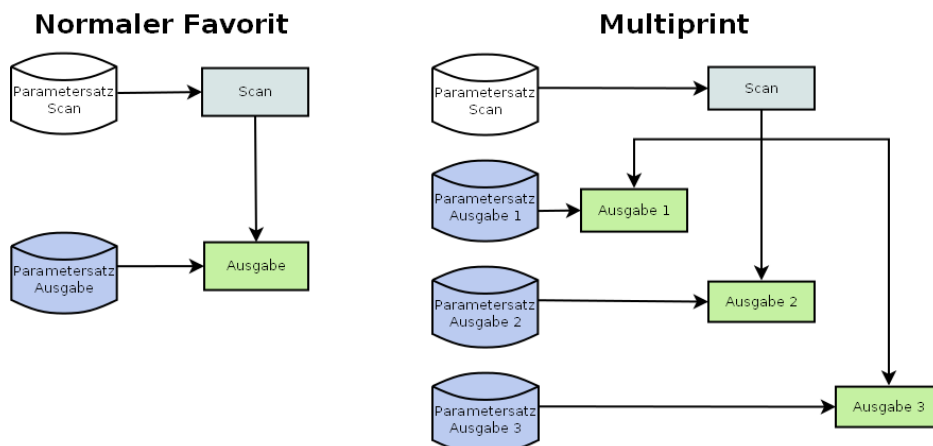 Normaler Favorit
Parametersatz
Scan
Scan
Parametersatz
Ausgabe
Ausgabe
Multiprint
Parametersatz
Scan
Scan
Parametersatz
Ausgabe 1
Ausgabe 1
Parametersatz
Ausgabe 2
Ausgabe 2
Parametersatz
Ausgabe 3
Ausgabe 3